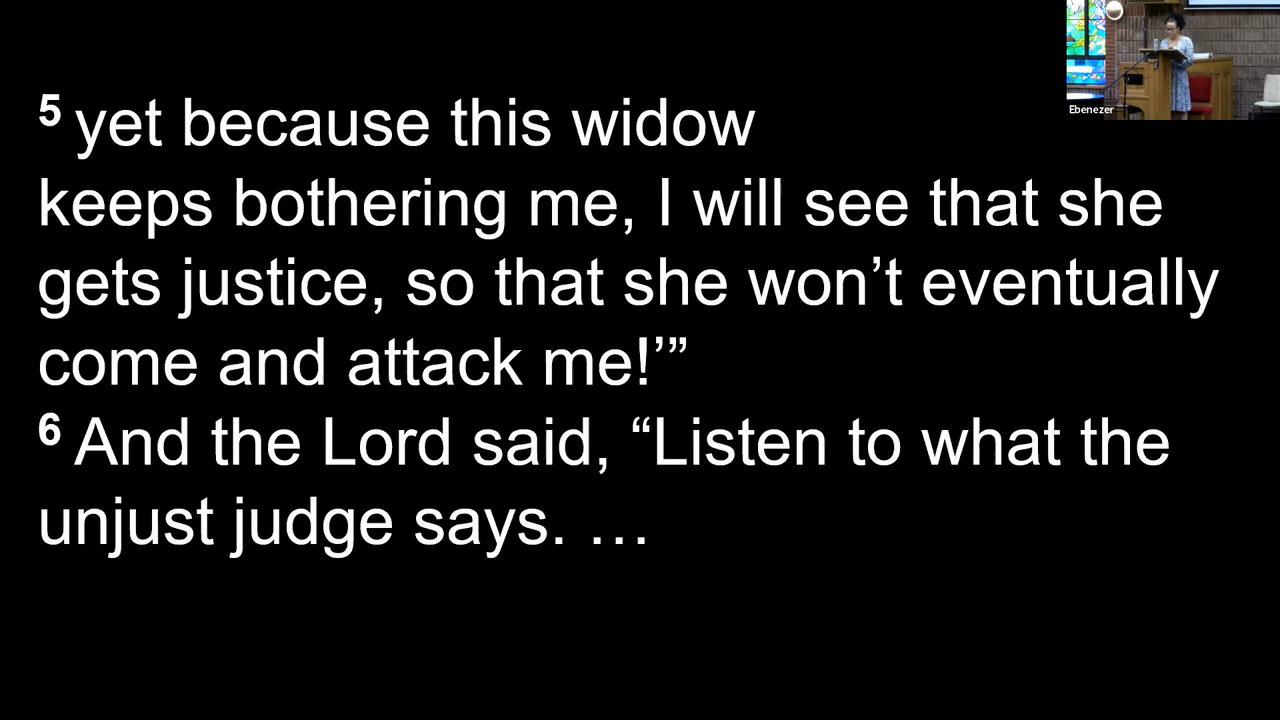 5 yet because this widow
keeps bothering me, I will see that she
gets justice, so that she won’t eventually
come and attack me!’”
6 And the Lord said, “Listen to what the
unjust judge says. …
Ebenezer